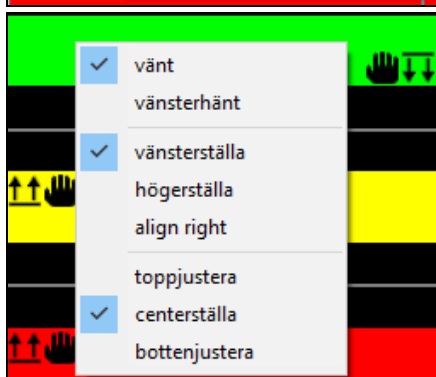 vänt
vänsterhänt
vänsterställa
högerställa
align right
toppjustera
centerställa
bottenjustera